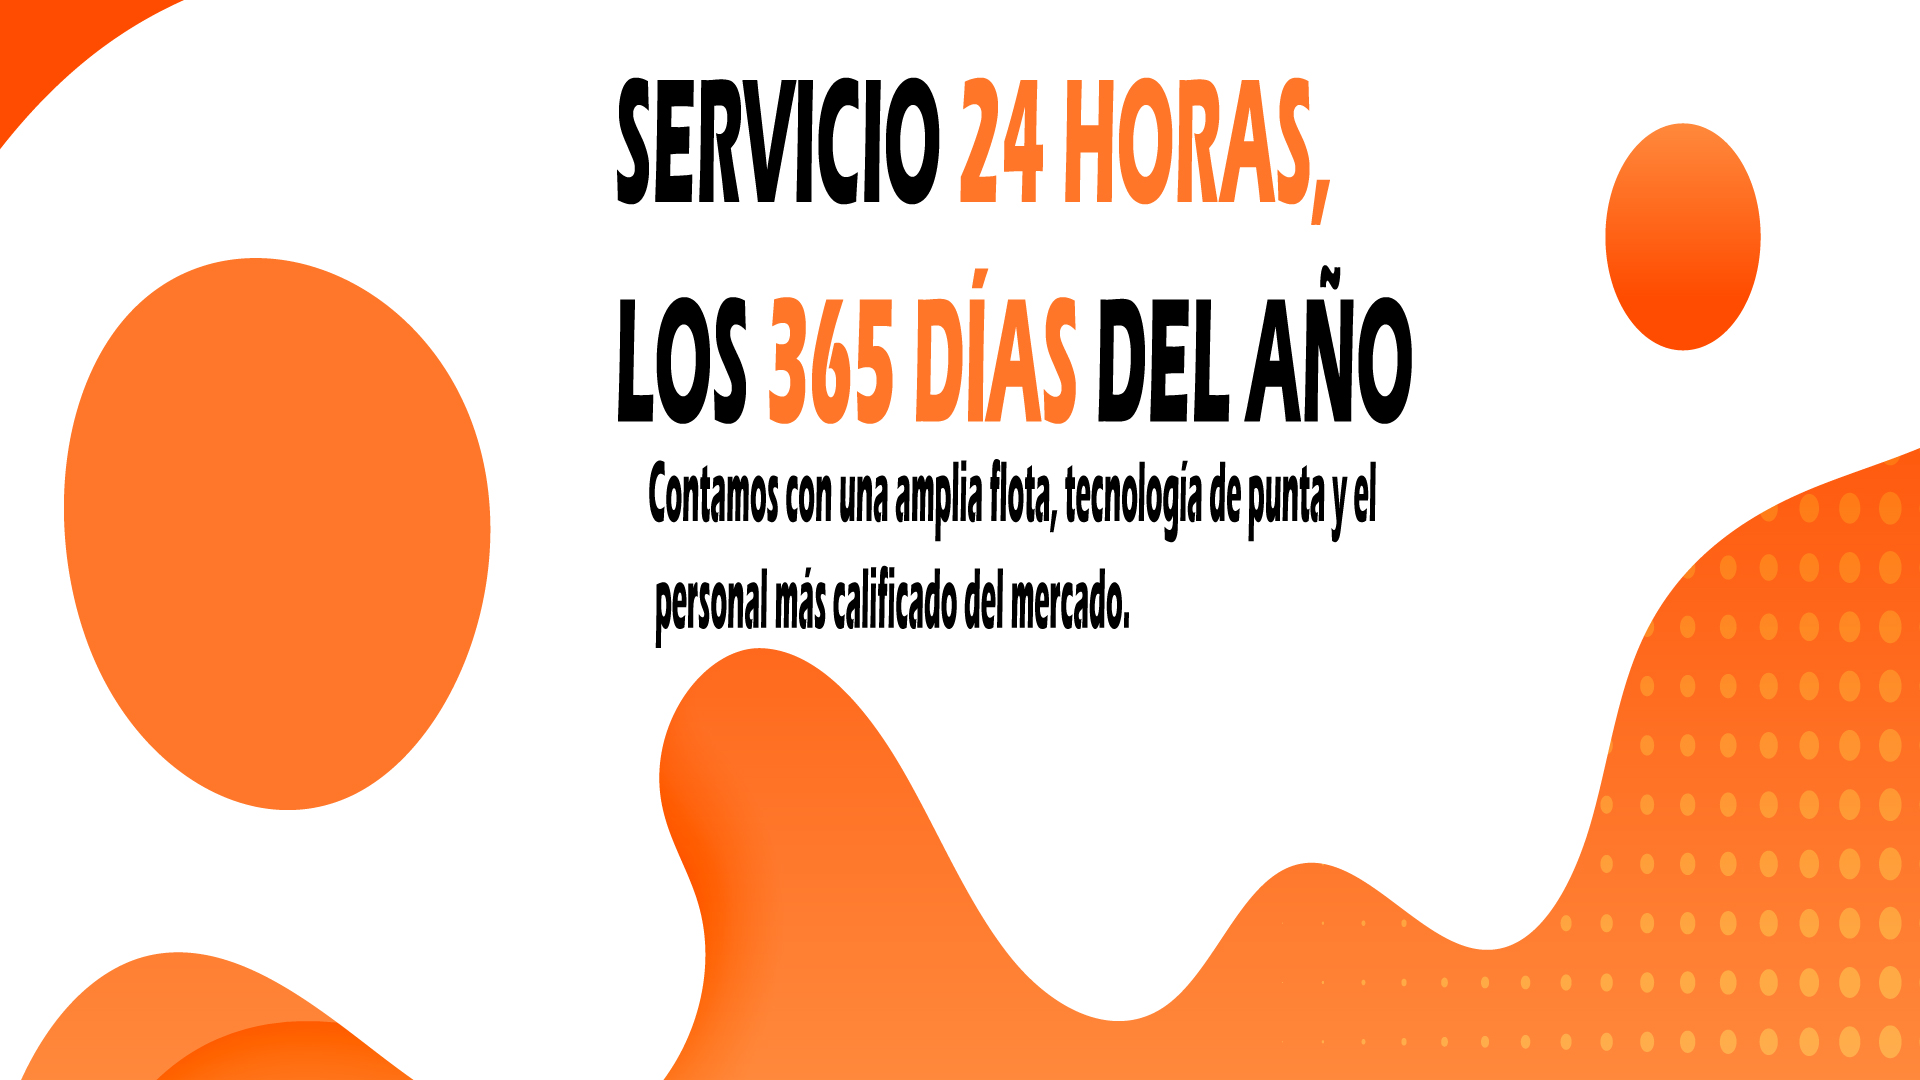 SERVICIO 24 HORAS,
LOS 365 DÍAS DEL AÑO
Contamos con una amplia flota, tecnología de punta y el
personal más calificado del mercado.